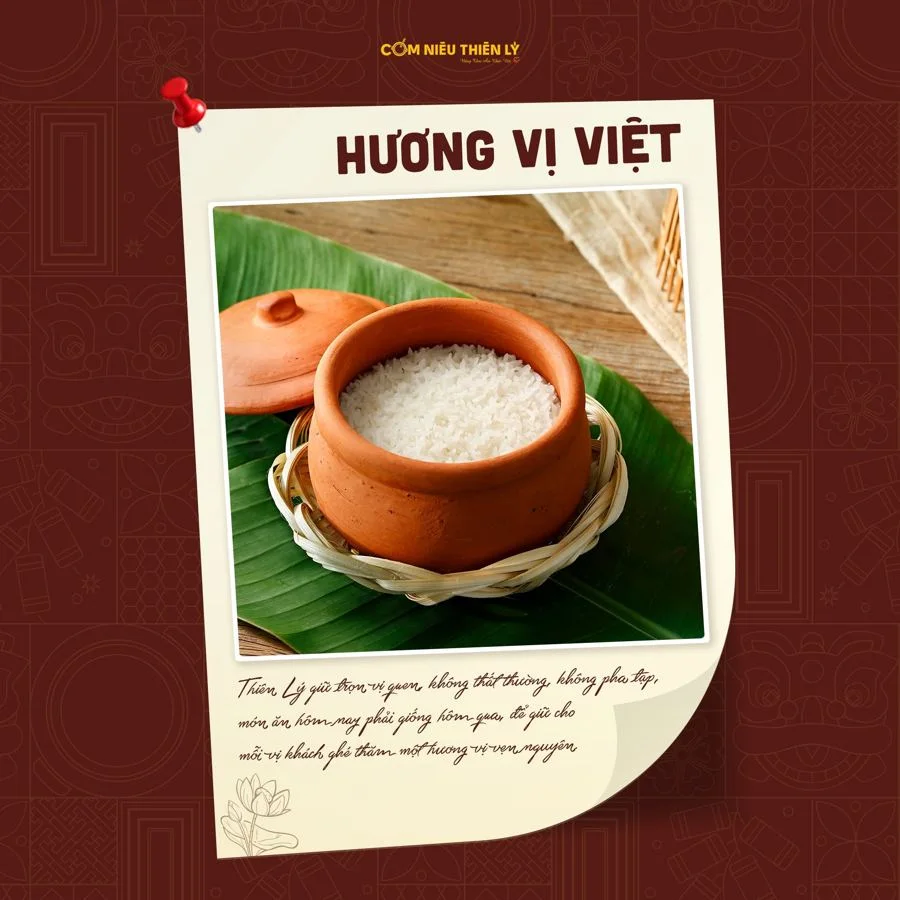 CƠM NIÊU THIÊN LÝ
HƯƠNG VỊ VIỆT
Thiên Lý giữ trọn vị quen, không thất thường, không pha tạp,
món ăn hôm nay phải giống hôm qua, để giữ cho
mỗi vị khách ghé thăm một hương vị vẹn nguyên